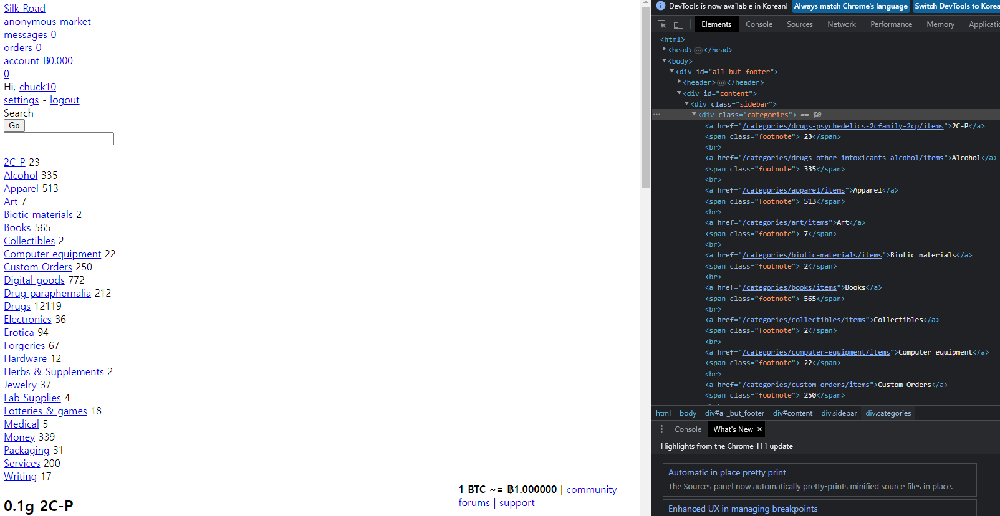 Silk Road
anonymous market
messages 0
orders 0
account ฿0.000
0
Hi, chuck10
settings - logout
Search
Go
2C-P 23
Alcohol 335
Apparel 513
Art 7
Biotic materials 2
Books 565
Collectibles 2
Computer equipment 22
Custom Orders 250
Digital goods 772
Drug paraphernalia 212
Drugs 12119
Electronics 36
Erotica 94
Forgeries 67
Hardware 12
Herbs & Supplements 2
Jewelry 37
Lab Supplies 4
Lotteries & games 18
Medical 5
Money 339
Packaging 31
Services 200
Writing 17
0.1g 2C-P
1 BTC ~= ฿1.000000 | community
forums | support
DevTools is now available in Korean! Always match Chrome's language Switch DevTools to Korea
Elements Console Sources Network Performance Memory Applicatio
<html>
<head> … </head>
<body>
<div id="all_but_footer">
<header> … </header>
<div id="content">
<div class="sidebar">
… <div class="categories"> == $0
<a href="/categories/drugs-psychedelics-2cfamily-2cp/items">2C-P</a>
<span class="footnote"> 23</span>
<br>
<a href="/categories/drugs-other-intoxicants-alcohol/items">Alcohol</a>
<span class="footnote"> 335</span>
<br>
<a href="/categories/apparel/items">Apparel</a>
<span class="footnote"> 513</span>
<br>
<a href="/categories/art/items">Art</a>
<span class="footnote"> 7</span>
<br>
<a href="/categories/biotic-materials/items">Biotic materials</a>
<span class="footnote"> 2</span>
<br>
<a href="/categories/books/items">Books</a>
<span class="footnote"> 565</span>
<br>
<a href="/categories/collectibles/items">Collectibles</a>
<span class="footnote"> 2</span>
<br>
<a href="/categories/computer-equipment/items">Computer equipment</a>
<span class="footnote"> 22</span>
<br>
<a href="/categories/custom-orders/items">Custom Orders</a>
<span class="footnote"> 250</span>
html body div#all_but_footer div#content div.sidebar div.categories
Console What's New ×
Highlights from the Chrome 111 update
Automatic in place pretty print
The Sources panel now automatically pretty-prints minified source files in place.
Enhanced UX in managing breakpoints